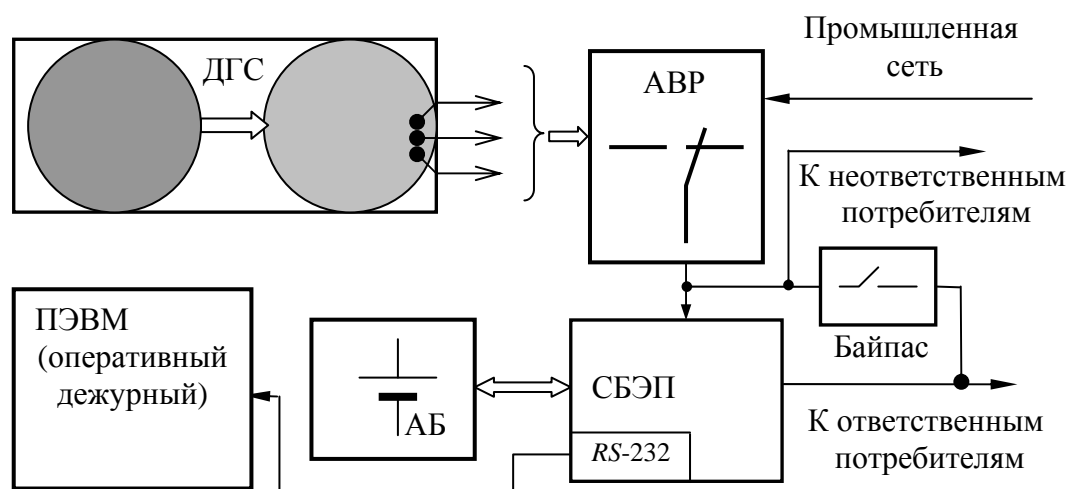 ДГС
АВР
Промышленная
сеть
К неответственным
потребителям
Байпас
ПЭВМ
(оперативный
дежурный)
АБ
СБЭП
RS-232
К ответственным
потребителям